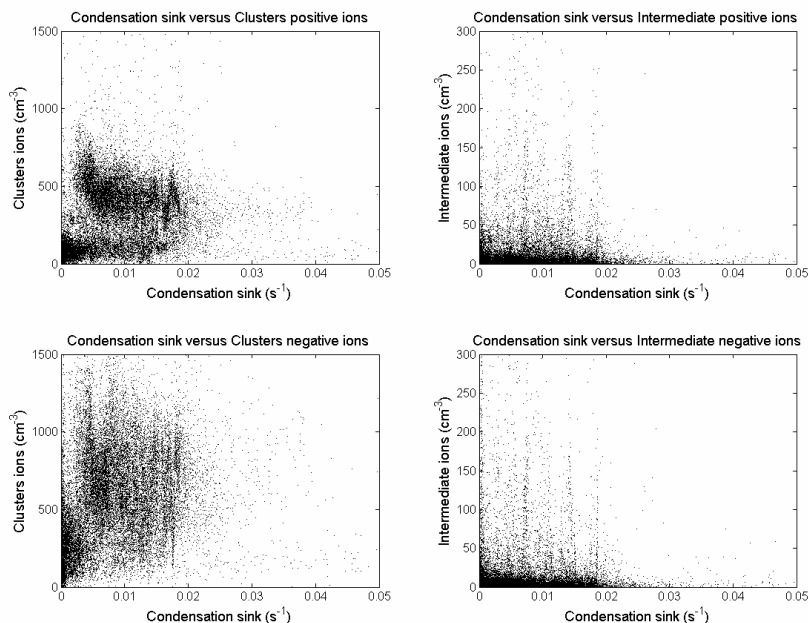 Condensation sink versus Clusters positive ions
1500
1000
500
0
Clusters ions (cm-3)
0 0.01 0.02 0.03 0.04 0.05
Condensation sink (s-1)
Condensation sink versus Intermediate positive ions
300
250
200
150
100
50
0
Intermediate ions (cm-3)
0 0.01 0.02 0.03 0.04 0.05
Condensation sink (s-1)
Condensation sink versus Clusters negative ions
1500
1000
500
0
Clusters ions (cm-3)
0 0.01 0.02 0.03 0.04 0.05
Condensation sink (s-1)
Condensation sink versus Intermediate negative ions
300
250
200
150
100
50
0
Intermediate ions (cm-3)
0 0.01 0.02 0.03 0.04 0.05
Condensation sink (s-1)